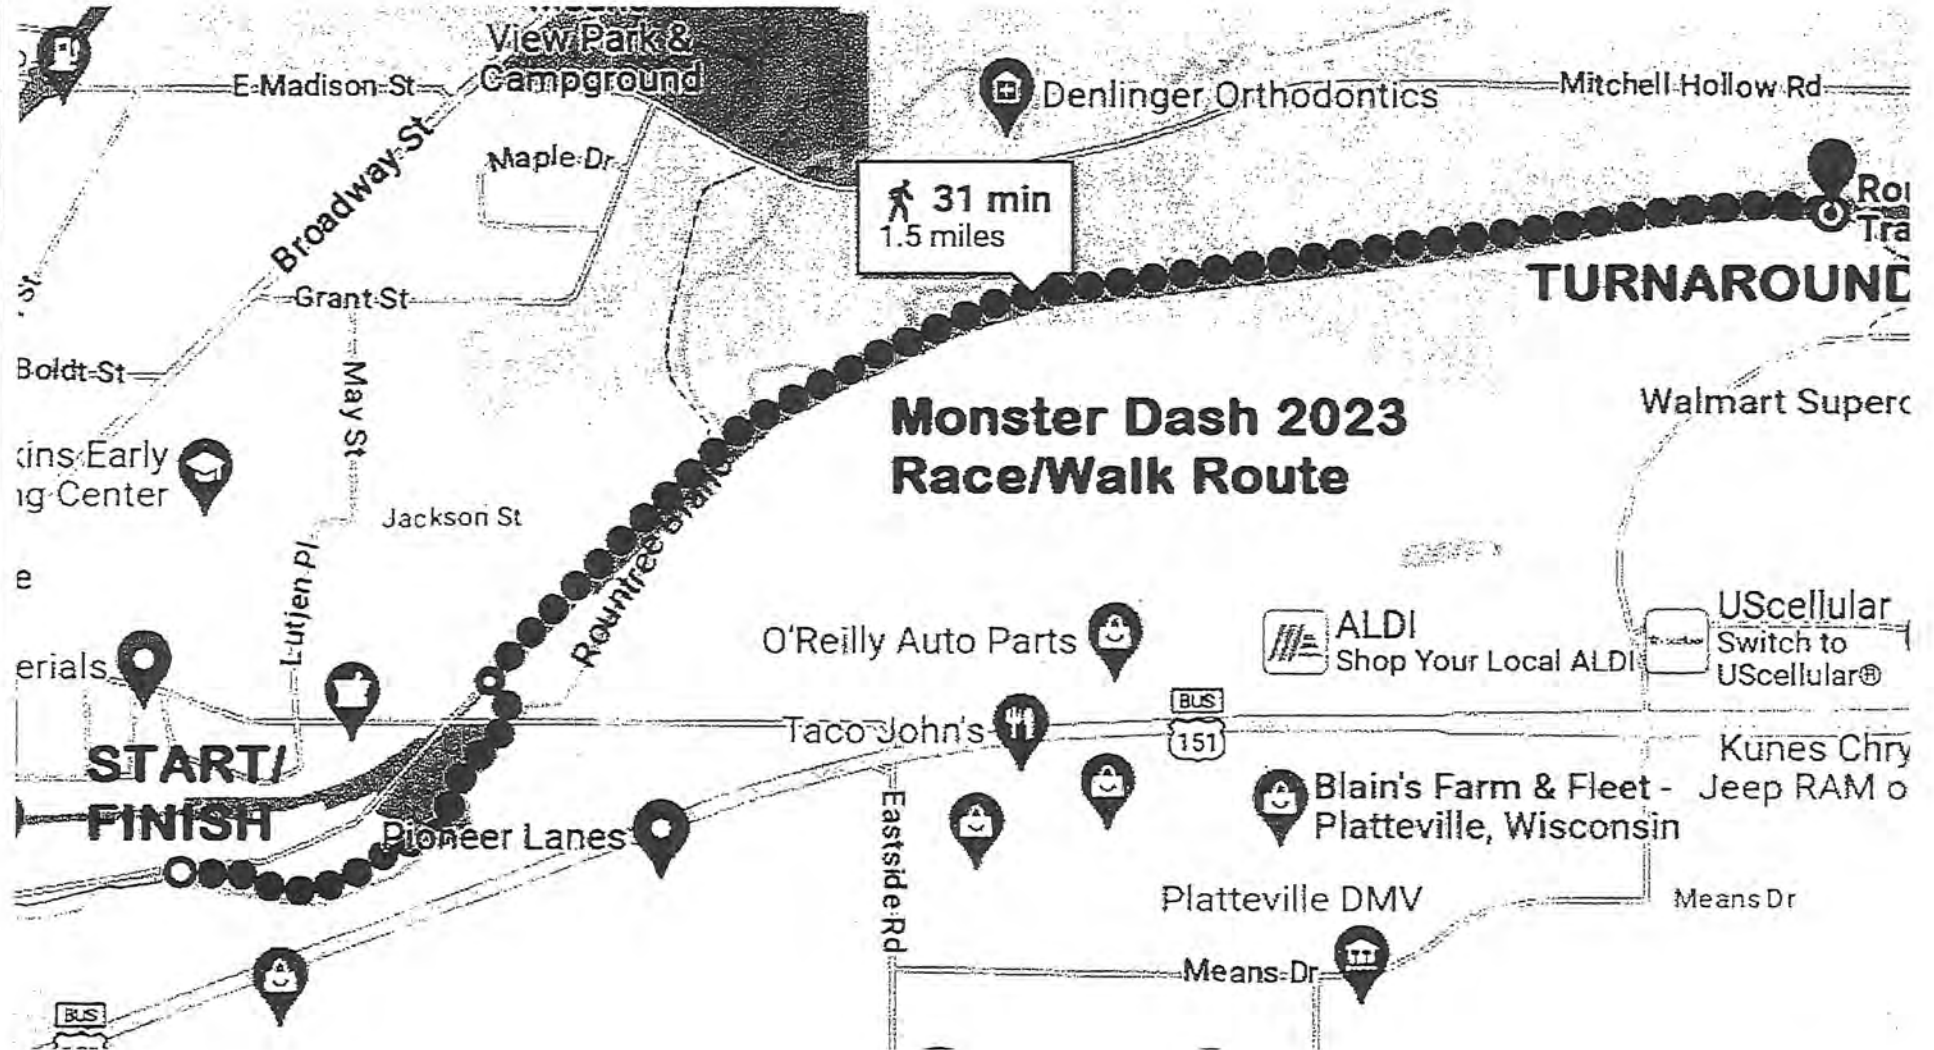 View Park &
Campground
E Madison St
Denlinger Orthodontics
Mitchell Hollow Rd
Maple Dr
Broadway St
31 min
1.5 miles
TURNAROUND
Grant St
Boldt St
May St
Walmart
Monster Dash 2023
Race/Walk Route
Early
Center
Jackson St
Lutjen Pl
Rountree
O'Reilly Auto Parts
ALDI
Shop Your Local ALDI
UScellular
Switch to
UScellular®
BUS
151
Taco John's
START/
FINISH
Pioneer Lanes
Eastside Rd
Blain's Farm & Fleet -
Platteville, Wisconsin
Kunes
Jeep RAM
Platteville DMV
Means Dr
Means Dr
BUS